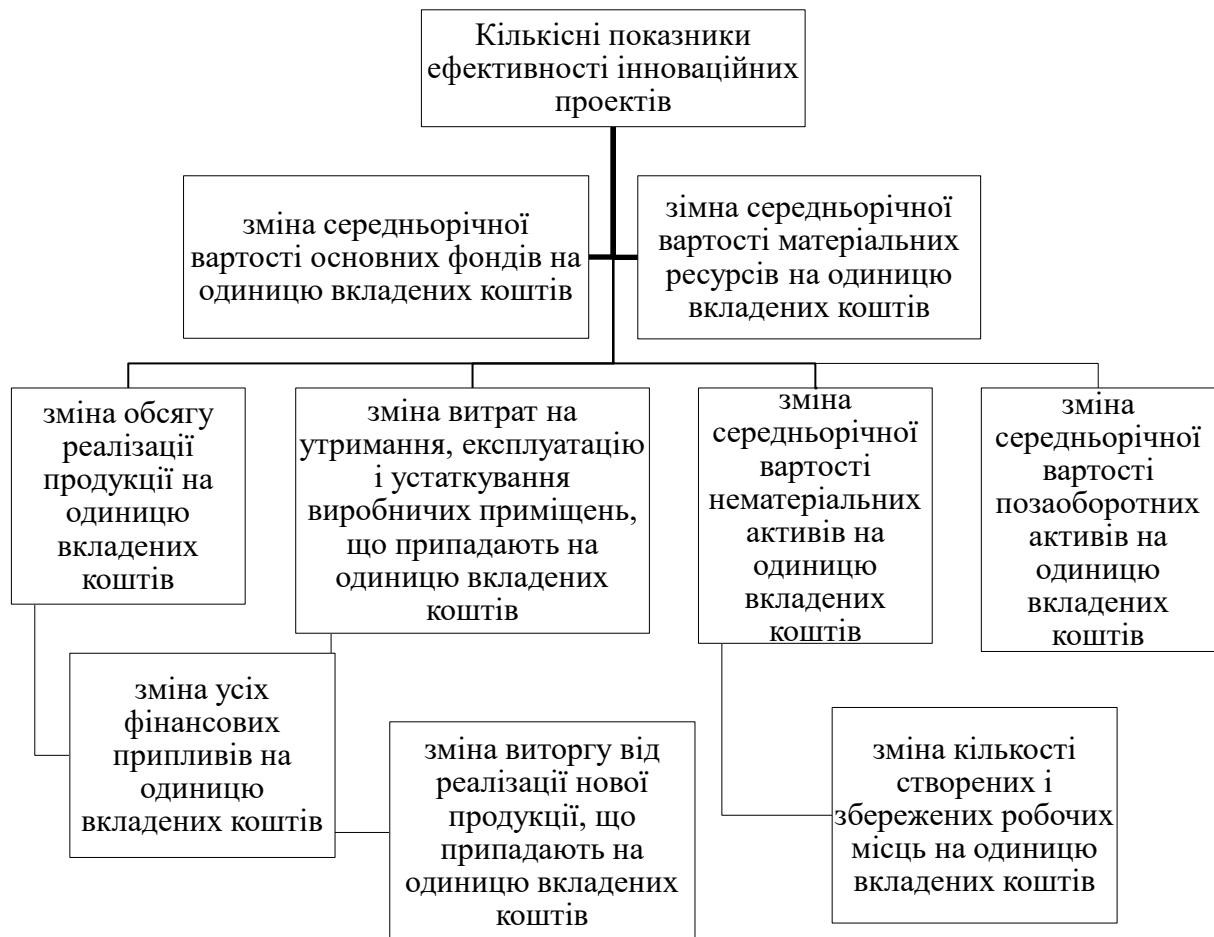 Кількісні показники
ефективності інноваційних
проектів
зміна середньорічної
вартості основних фондів на
одиницю вкладених коштів
зімна середньорічної
вартості матеріальних
ресурсів на одиницю
вкладених коштів
зміна обсягу
реалізації
продукції на
одиницю
вкладених
коштів
зміна витрат на
утримання, експлуатацію
і устаткування
виробничих приміщень,
що припадають на
одиницю вкладених
коштів
зміна
середньорічної
вартості
нематеріальних
активів на
одиницю
вкладених
коштів
зміна
середньорічної
вартості
позаоборотних
активів на
одиницю
вкладених
коштів
зміна усіх
фінансових
припливів на
одиницю
вкладених коштів
зміна виторгу від
реалізації нової
продукції, що
припадають на
одиницю вкладених
коштів
зміна кількості
створених і
збережених робочих
місць на одиницю
вкладених коштів